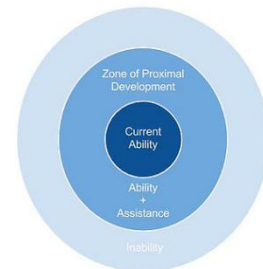 Zone of Proximal
Development
Current
Ability
Ability
+
Assistance
Inability